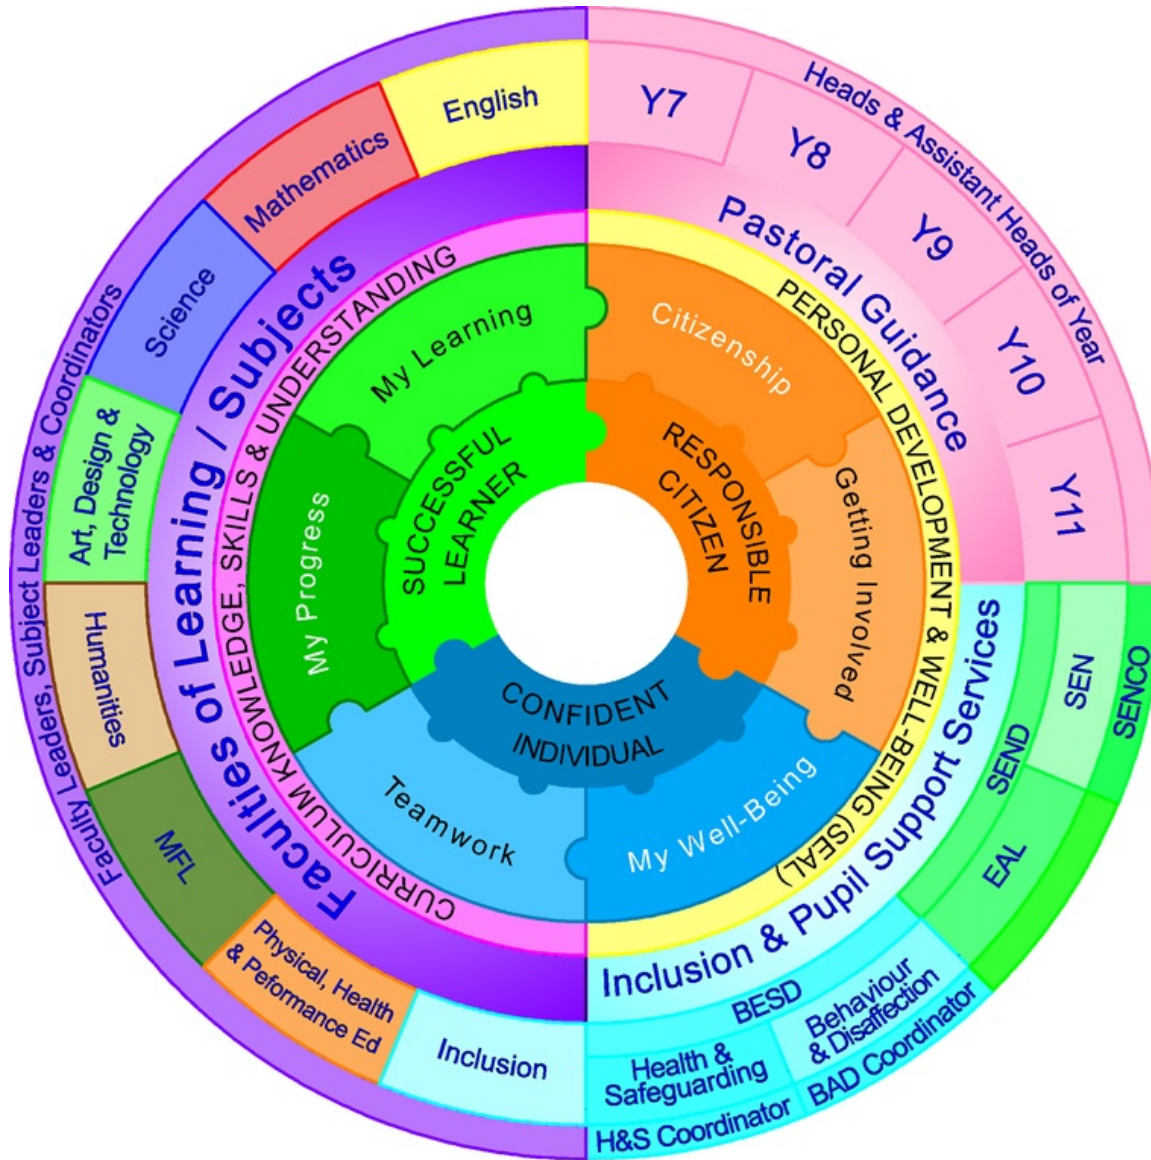 Faculty Leaders, Subject Leaders & Coordinators
English
Mathematics
Science
Art, Design &
Technology
Humanities
MFL
Physical, Health
& Peformance Ed
Inclusion
Faculties of Learning / Subjects
CURRICULUM KNOWLEDGE, SKILLS & UNDERSTANDING
My Learning
My Progress
Teamwork
SUCCESSFUL
LEARNER
RESPONSIBLE
CITIZEN
CONFIDENT
INDIVIDUAL
Citizenship
Getting Involved
My Well-Being
PERSONAL DEVELOPMENT & WELL-BEING (SEAL)
Pastoral Guidance
Y7
Y8
Y9
Y10
Y11
Heads & Assistant Heads of Year
Inclusion & Pupil Support Services
SEND
SEN
SENCO
EAL
BESD
Behaviour
& Disaffection
BAD Coordinator
Health &
Safeguarding
H&S Coordinator